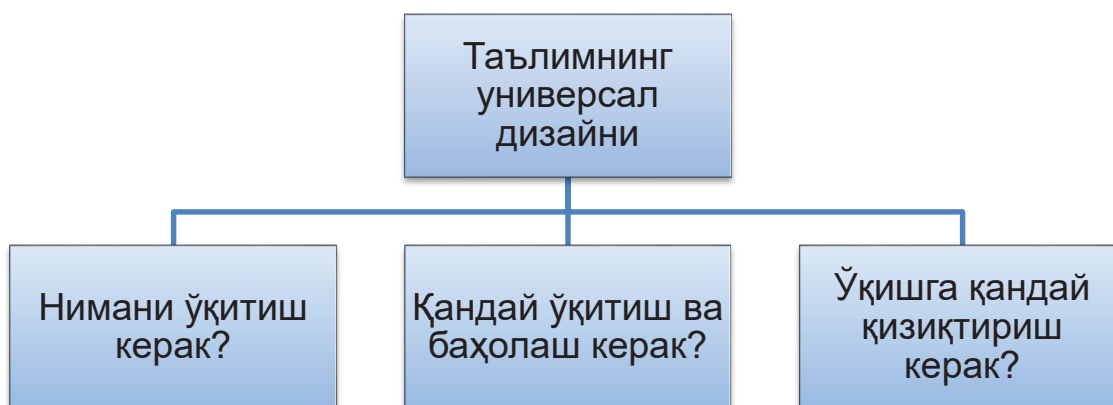 Таълимнинг
универсал
дизайни
Нимани ўқитиш
керак?
Қандай ўқитиш ва
баҳолаш керак?
Ўқишга қандай
қизиқтириш
керак?